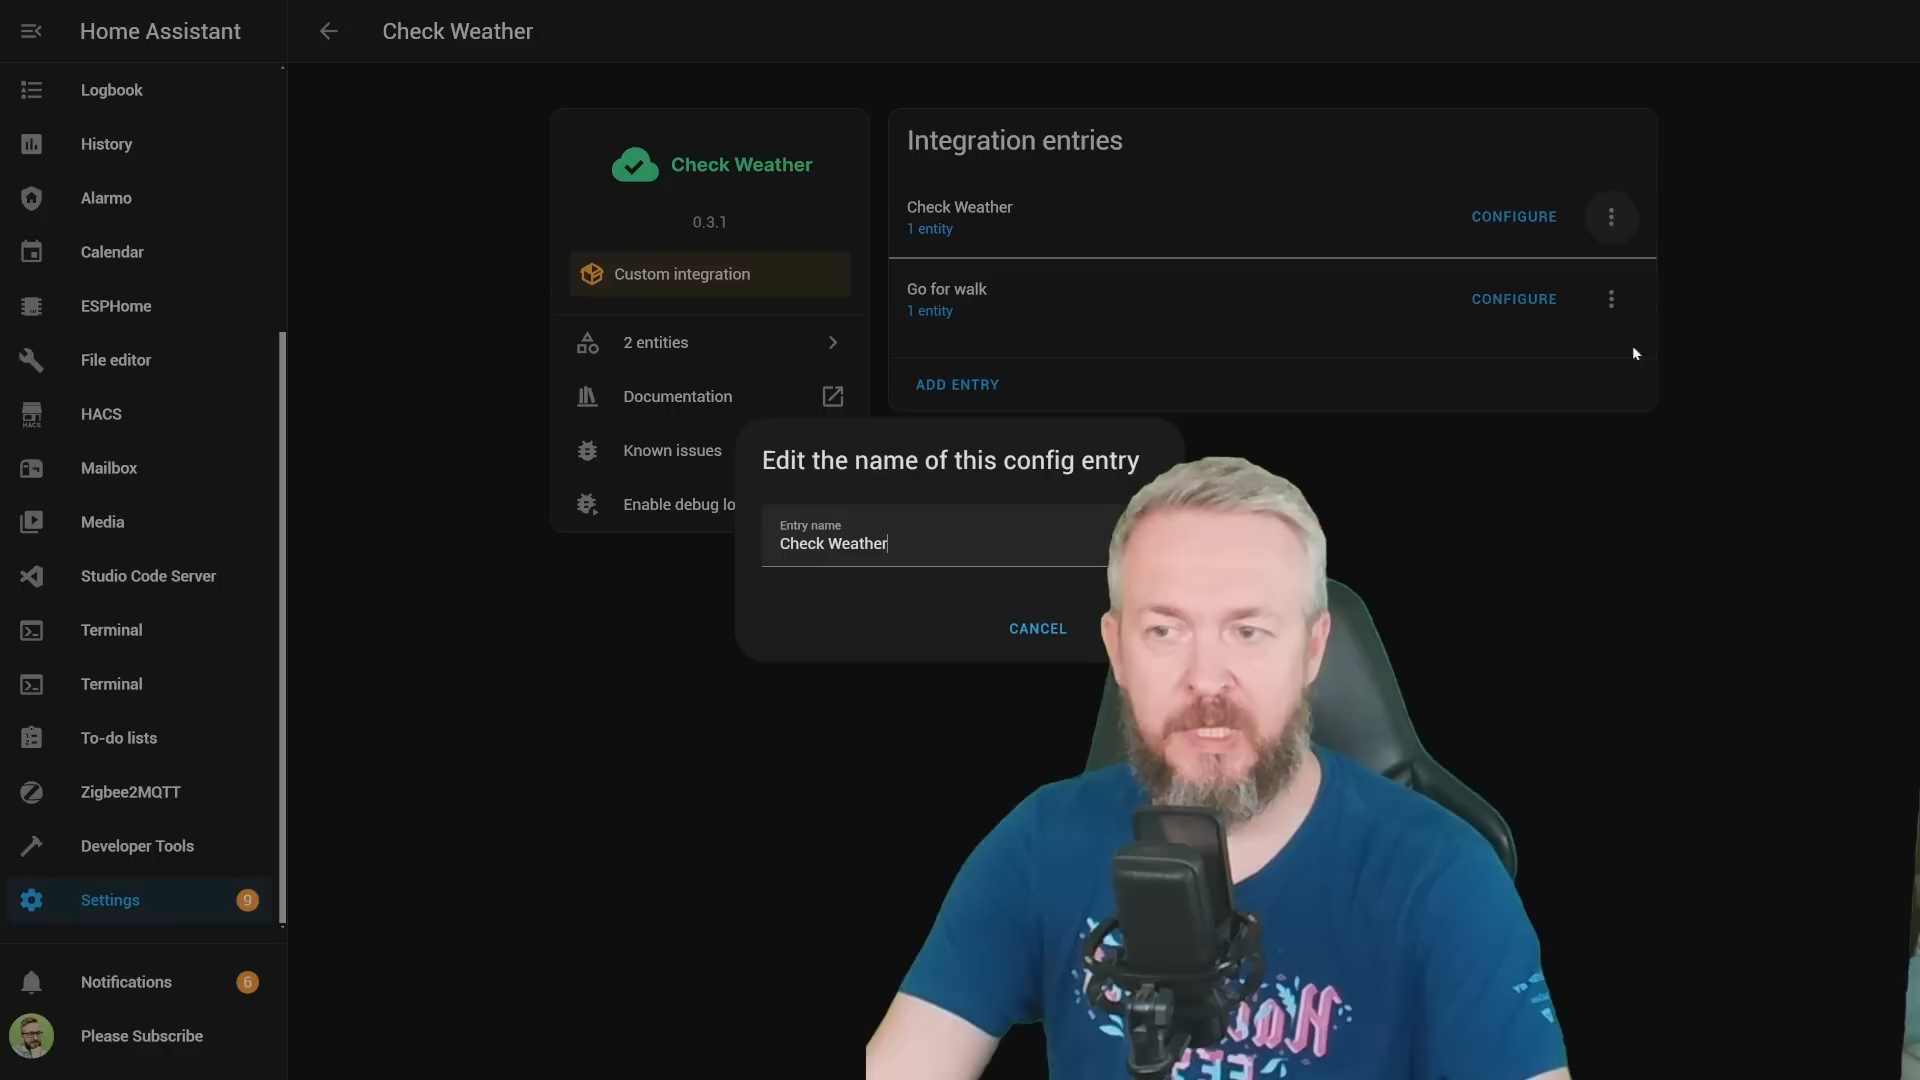 Home Assistant
Check Weather
Logbook
History
Alarmo
Calendar
ESPHome
File editor
HACS
HACS
Mailbox
Media
Studio Code Server
Terminal
Terminal
To-do lists
Zigbee2MQTT
Developer Tools
Settings
9
Notifications
6
Please Subscribe
Check Weather
0.3.1
Custom integration
2 entities
Documentation
Known issues
Enable debug lo
Integration entries
Check Weather
1 entity
CONFIGURE
Go for walk
1 entity
CONFIGURE
ADD ENTRY
Edit the name of this config entry
Entry name
Check Weather
CANCEL